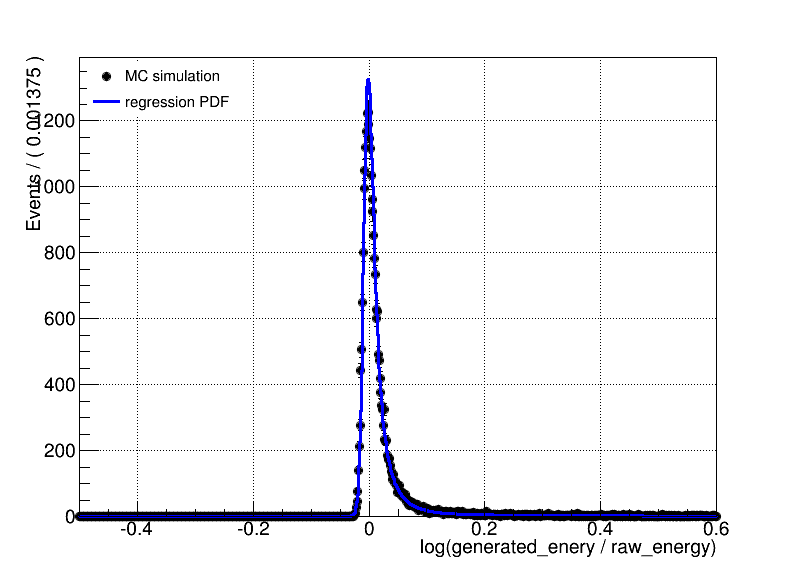 Events / ( 0.001375 )
MC simulation
regression PDF
1200
1000
800
600
400
200
0
-0.4 -0.2 0 0.2 0.4 0.6
log(generated_enery / raw_energy)